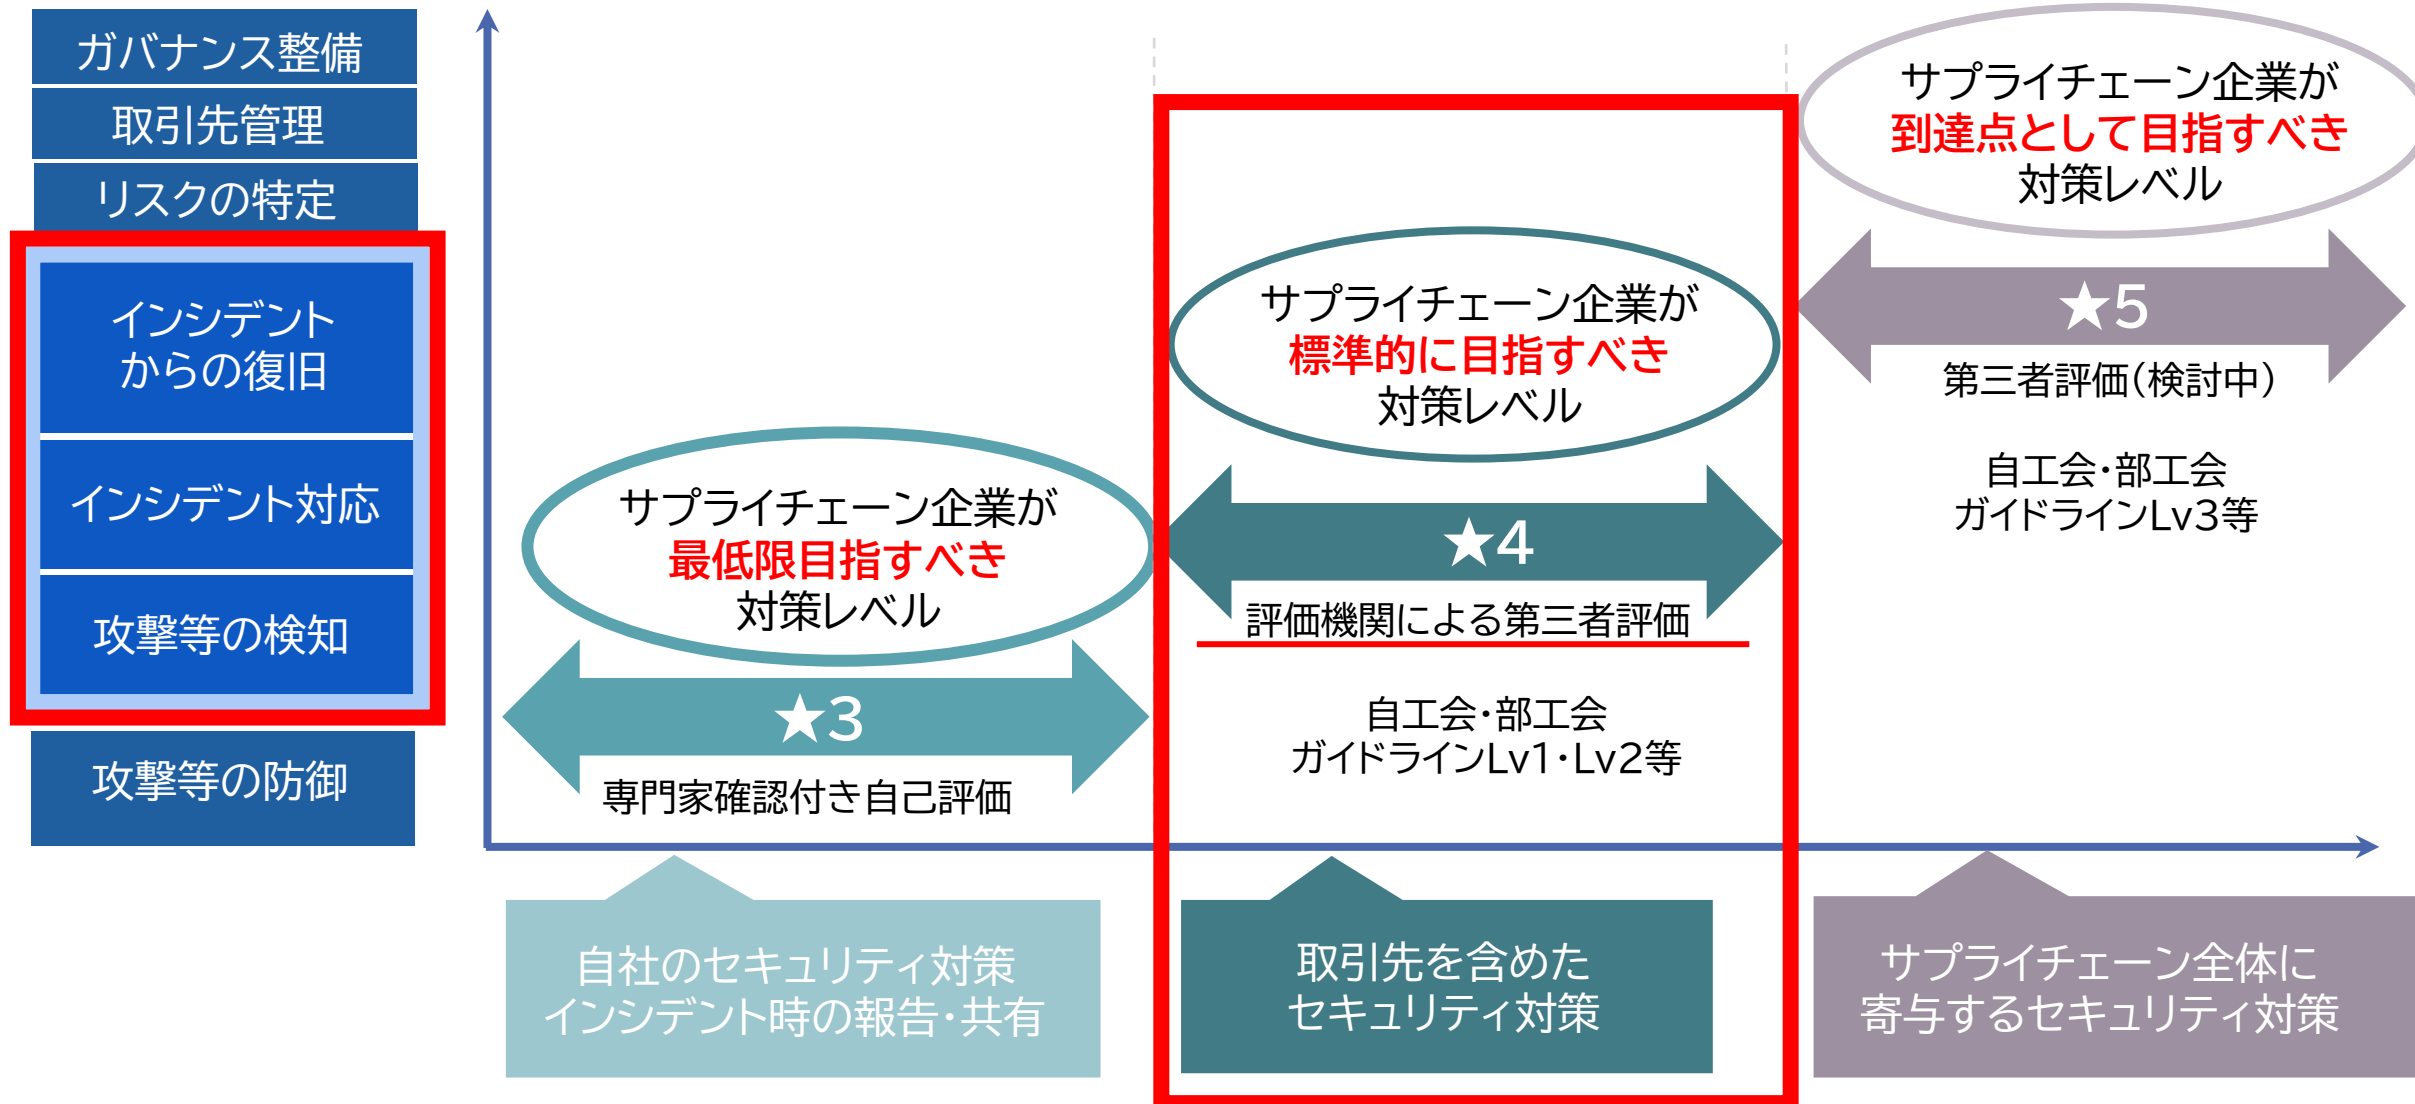 ガバナンス整備
取引先管理
リスクの特定
インシデント
からの復旧
インシデント対応
攻撃等の検知
攻撃等の防御
サプライチェーン企業が
最低限目指すべき
対策レベル
★3
専門家確認付き自己評価
自社のセキュリティ対策
インシデント時の報告・共有
サプライチェーン企業が
標準的に目指すべき
対策レベル
★4
評価機関による第三者評価
自工会・部工会
ガイドラインLv1・Lv2等
取引先を含めた
セキュリティ対策
サプライチェーン企業が
到達点として目指すべき
対策レベル
★5
第三者評価(検討中)
自工会・部工会
ガイドラインLv3等
サプライチェーン全体に
寄与するセキュリティ対策